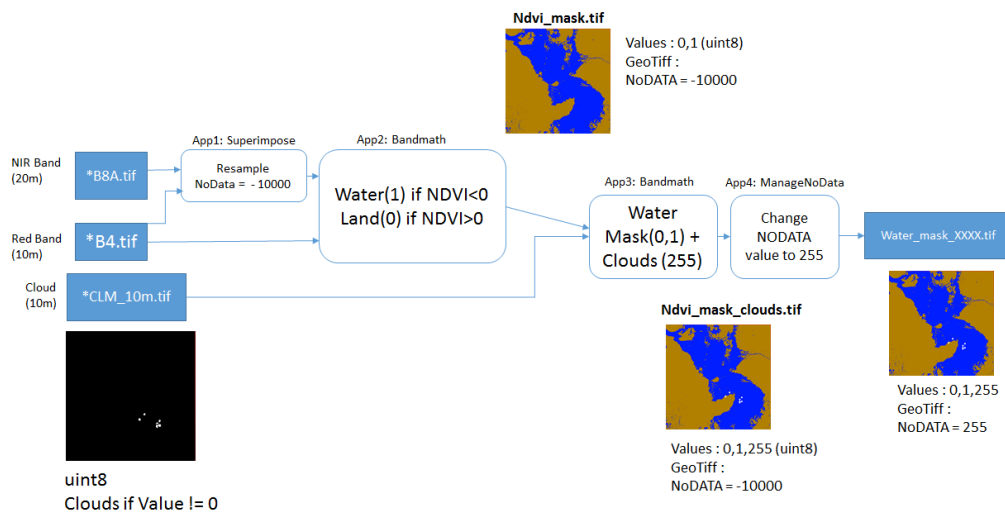 Ndvi_mask.tif
Values : 0,1 (uint8)
GeoTiff :
NoDATA = -10000
App1: Superimpose
App2: Bandmath
NIR Band
(20m)
*B8A.tif
Resample
NoData = - 10000
Water(1) if NDVI<0
Land(0) if NDVI>0
App3: Bandmath
App4: ManageNoData
Red Band
(10m)
*B4.tif
Water
Mask(0,1) +
Clouds (255)
Change
NODATA
value to 255
Water_mask_XXXX.tif
Cloud
(10m)
*CLM_10m.tif
Ndvi_mask_clouds.tif
Values : 0,1,255
GeoTiff :
NoDATA = 255
Values : 0,1,255 (uint8)
GeoTiff :
NoDATA = -10000
uint8
Clouds if Value != 0